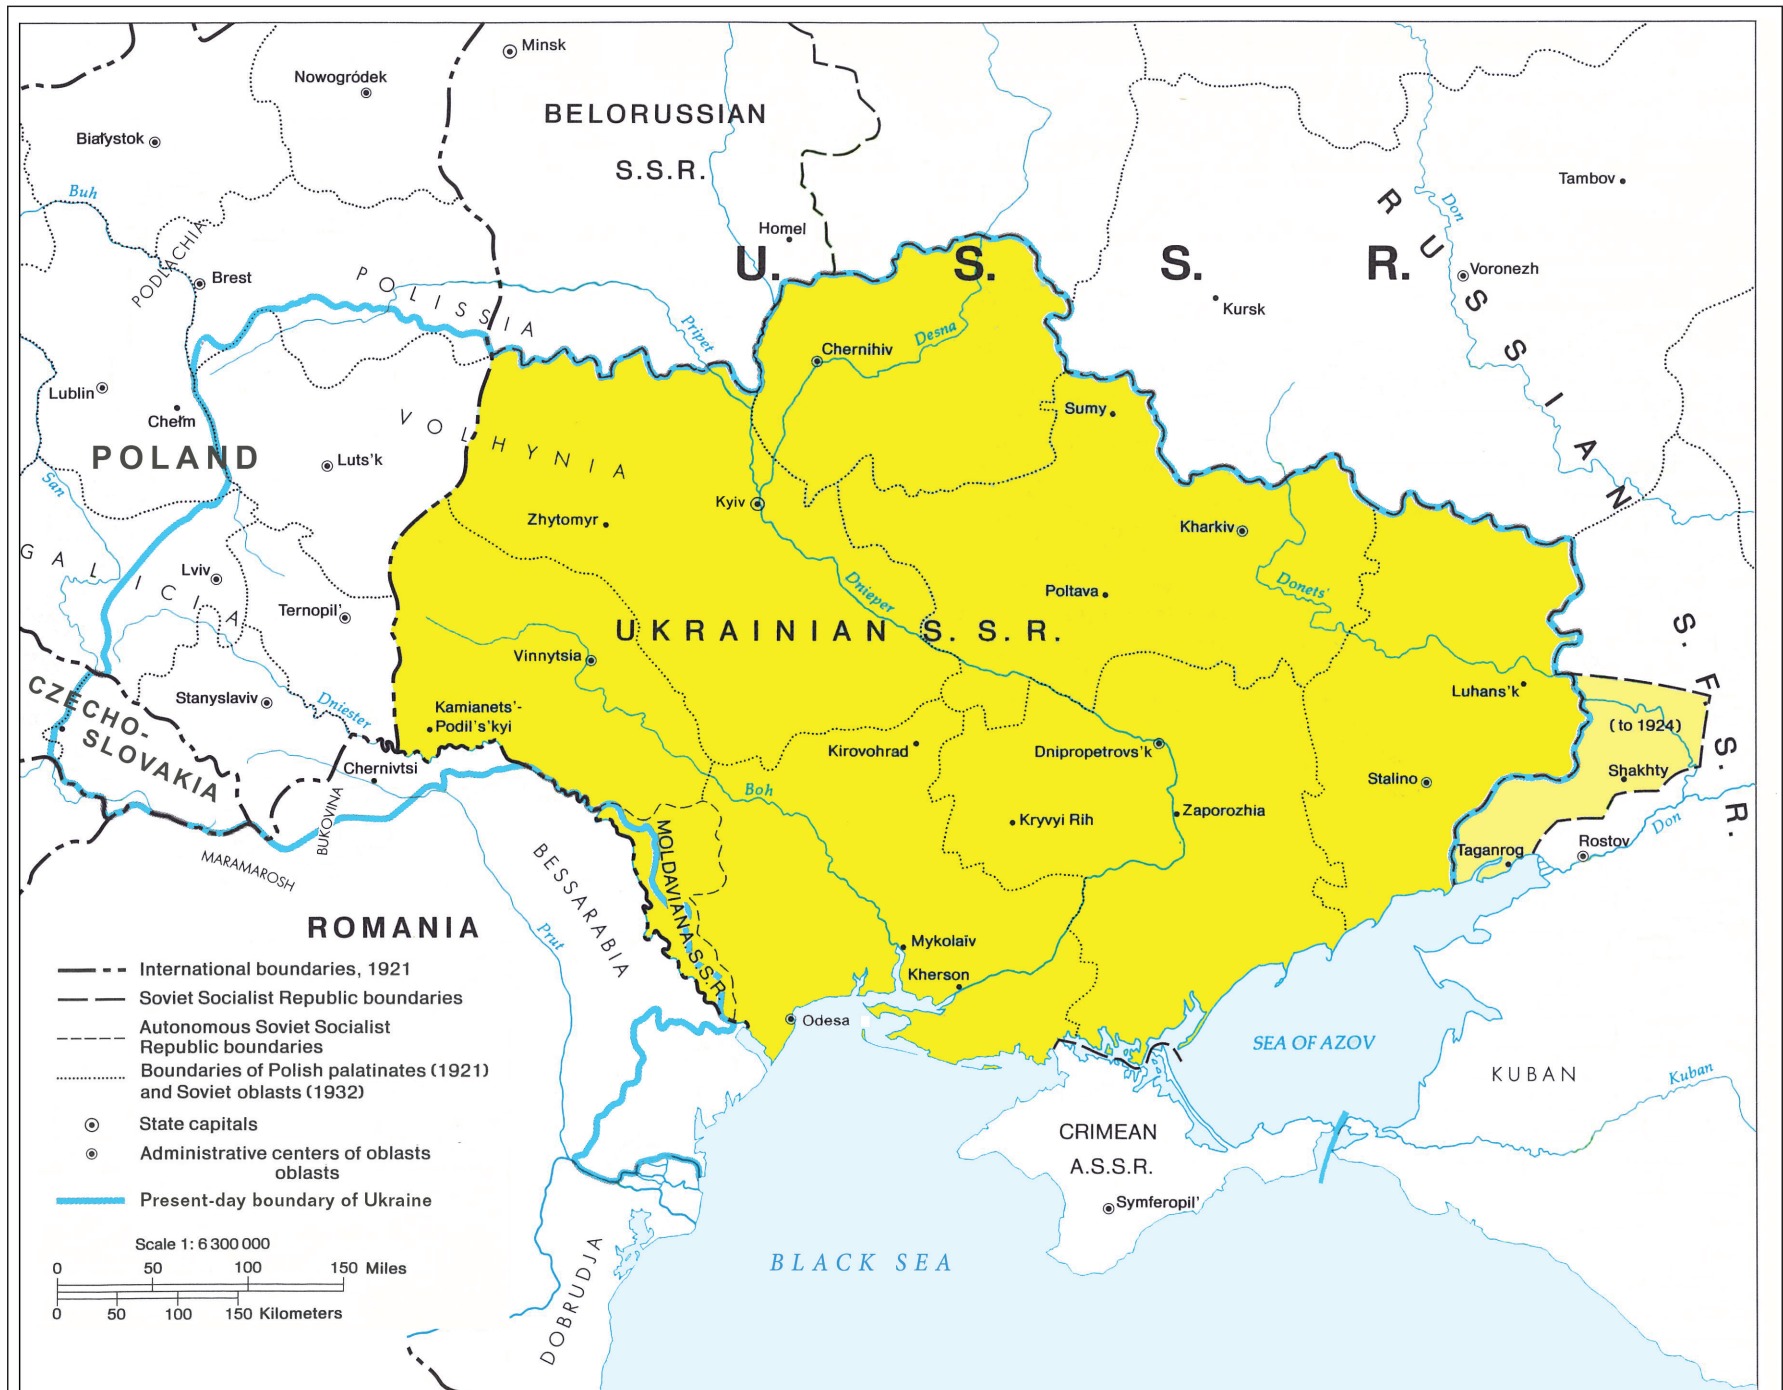 Minsk
Nowogródek
BELORUSSIAN
S.S.R.
Białystok
Tambov
Buh
Don
Homel
PODLACHIA
U. S. S. R.
RUSSIAN
S. F. S. R.
Voronezh
Brest
POLISSIA
Kursk
Pripet
Desna
Chernihiv
Lublin
Chełm
Sumy
VOLHYNIA
POLAND
Luts'k
San
Kyiv
Zhytomyr
Kharkiv
GALICIA
Lviv
Dnieper
Donets'
Poltava
Ternopil'
UKRAINIAN S. S. R.
Vinnytsia
CZECHO-
SLOVAKIA
Stanyslaviv
Dniester
Luhans'k
Kamianets'-
Podil's'kyi
(to 1924)
Kirovohrad
Dnipropetrovs'k
Chernivtsi
Stalino
Shakhty
Boh
BUKOVINA
Zaporozhia
Kryvyi Rih
Don
Rostov
MARAMAROSH
BESSARABIA
MOLDAVIAN A.S.S.R.
Taganrog
ROMANIA
Prut
Mykolaïv
Kherson
Odesa
SEA OF AZOV
KUBAN
Kuban
CRIMEAN
A.S.S.R.
Symferopil'
BLACK SEA
DOBRUDJA
International boundaries, 1921
Soviet Socialist Republic boundaries
Autonomous Soviet Socialist
Republic boundaries
Boundaries of Polish palatinates (1921)
and Soviet oblasts (1932)
State capitals
Administrative centers of oblasts
oblasts
Present-day boundary of Ukraine
Scale 1: 6 300 000
0 50 100 150 Miles
0 50 100 150 Kilometers